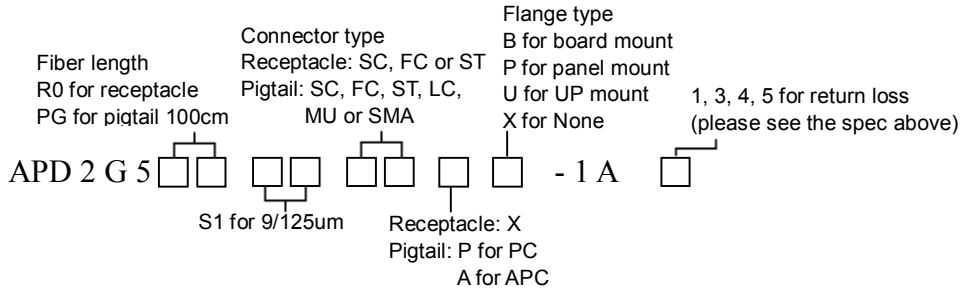 Flange type
B for board mount
P for panel mount
U for UP mount
X for None
Connector type
Receptacle: SC, FC or ST
Pigtail: SC, FC, ST, LC,
MU or SMA
Fiber length
R0 for receptacle
PG for pigtail 100cm
1, 3, 4, 5 for return loss
(please see the spec above)
APD 2 G 5 - 1 A
S1 for 9/125um
Receptacle: X
Pigtail: P for PC
A for APC